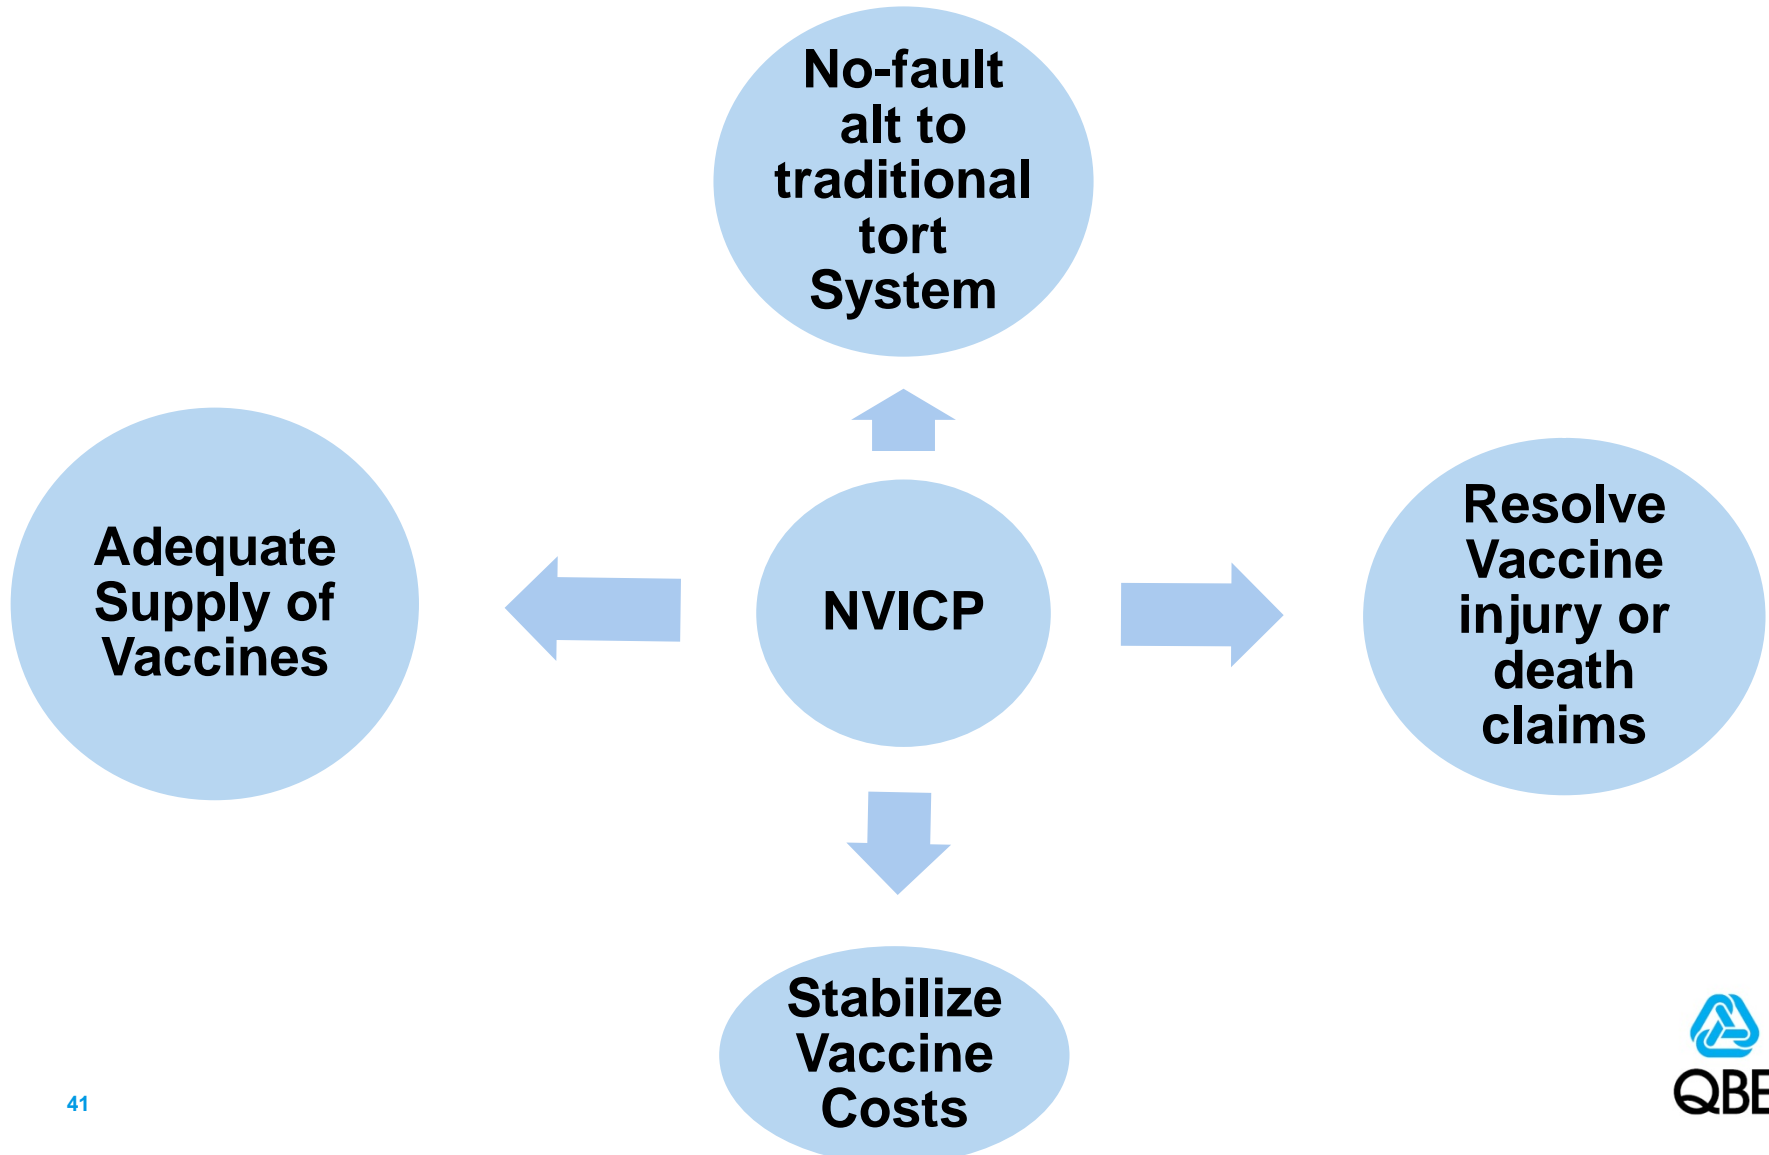 No-fault
alt to
traditional
tort
System
Adequate
Supply of
Vaccines
NVICP
Resolve
Vaccine
injury or
death
claims
Stabilize
Vaccine
Costs
41
QBE